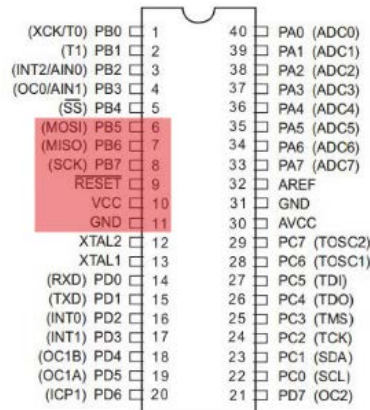 (XCK/T0) PB0 1 40 PA0 (ADC0)
(T1) PB1 2 39 PA1 (ADC1)
(INT2/AIN0) PB2 3 38 PA2 (ADC2)
(OC0/AIN1) PB3 4 37 PA3 (ADC3)
(SS) PB4 5 36 PA4 (ADC4)
(MOSI) PB5 6 35 PA5 (ADC5)
(MISO) PB6 7 34 PA6 (ADC6)
(SCK) PB7 8 33 PA7 (ADC7)
RESET 9 32 AREF
VCC 10 31 GND
GND 11 30 AVCC
XTAL2 12 29 PC7 (TOSC2)
XTAL1 13 28 PC6 (TOSC1)
(RXD) PD0 14 27 PC5 (TDI)
(TXD) PD1 15 26 PC4 (TDO)
(INT0) PD2 16 25 PC3 (TMS)
(INT1) PD3 17 24 PC2 (TCK)
(OC1B) PD4 18 23 PC1 (SDA)
(OC1A) PD5 19 22 PC0 (SCL)
(ICP1) PD6 20 21 PD7 (OC2)